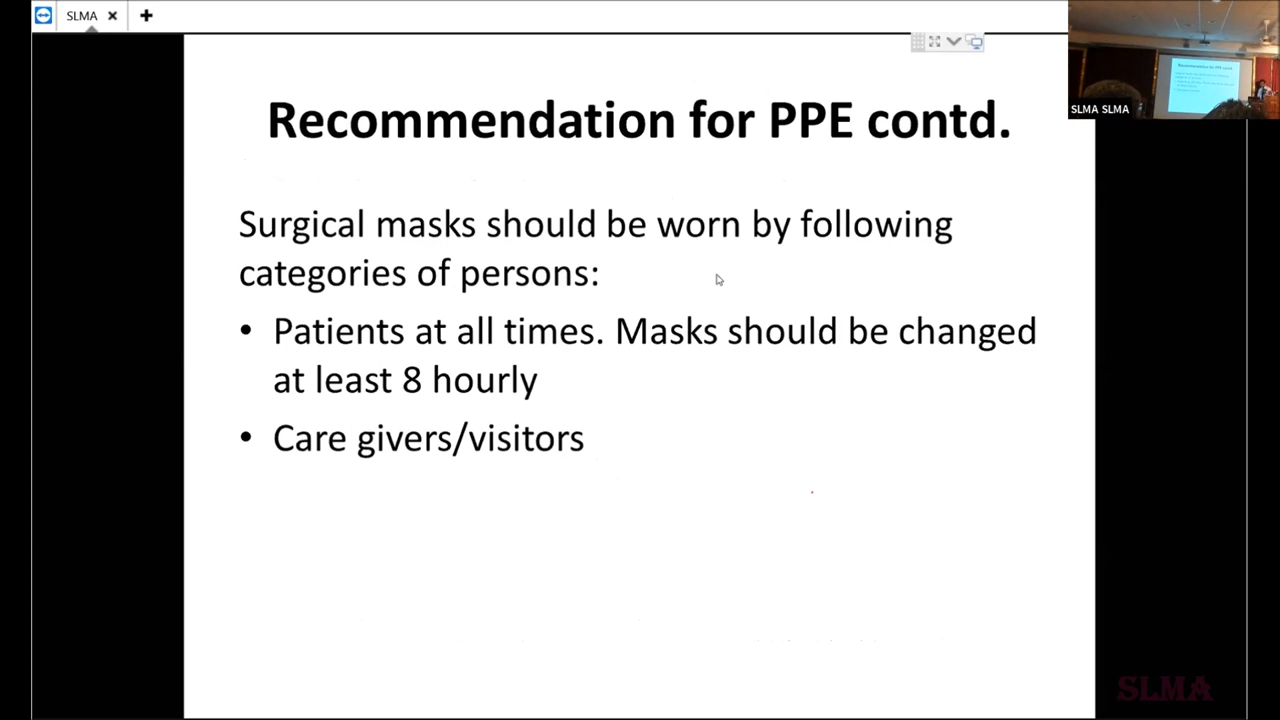 SLMA
Recommendation for PPE contd.
SLMA SLMA
Surgical masks should be worn by following
categories of persons:
• Patients at all times. Masks should be changed
at least 8 hourly
• Care givers/visitors
SLMA